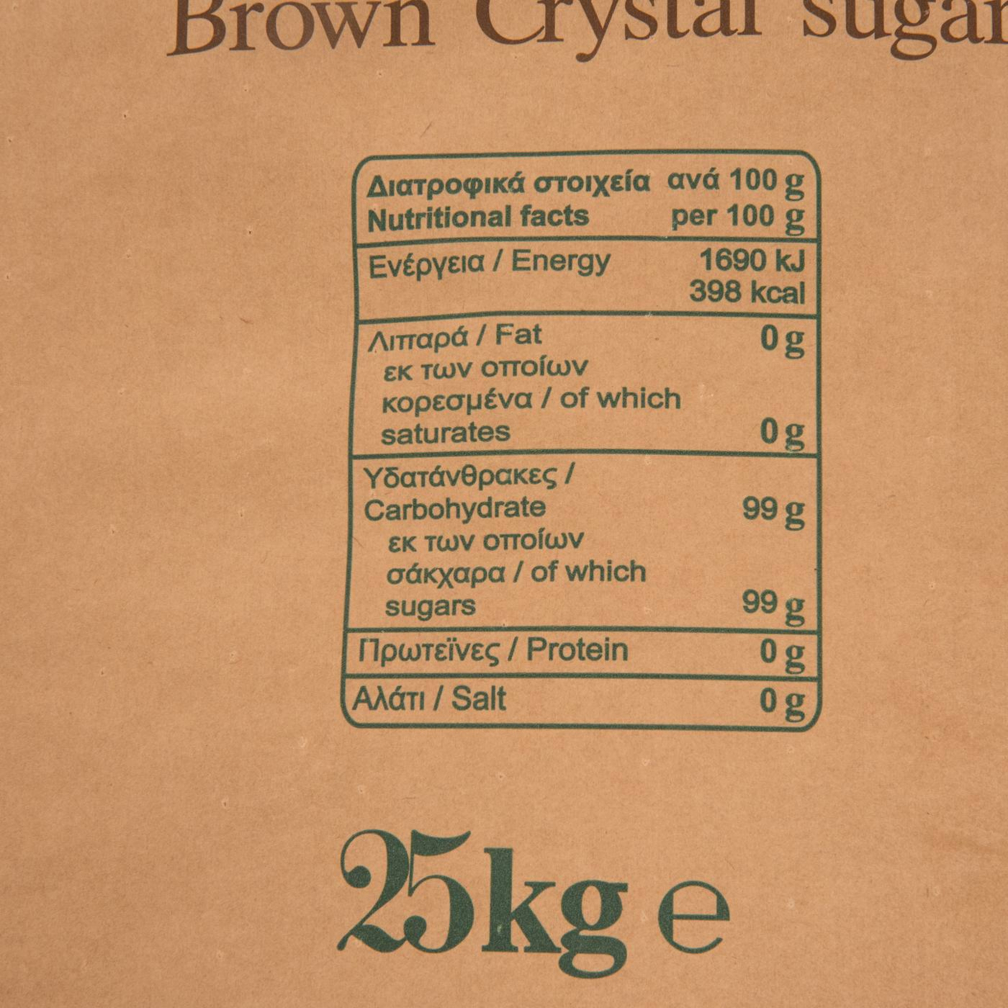 Brown Crystal sugar
Διατροφικά στοιχεία ανά 100 g
Nutritional facts per 100 g
Ενέργεια / Energy 1690 kJ
398 kcal
Λιπαρά / Fat 0 g
εκ των οποίων
κορεσμένα / of which
saturates 0 g
Υδατάνθρακες /
Carbohydrate 99 g
εκ των οποίων
σάκχαρα / of which
sugars 99 g
Πρωτεϊνες / Protein 0 g
Αλάτι / Salt 0 g
25kg e